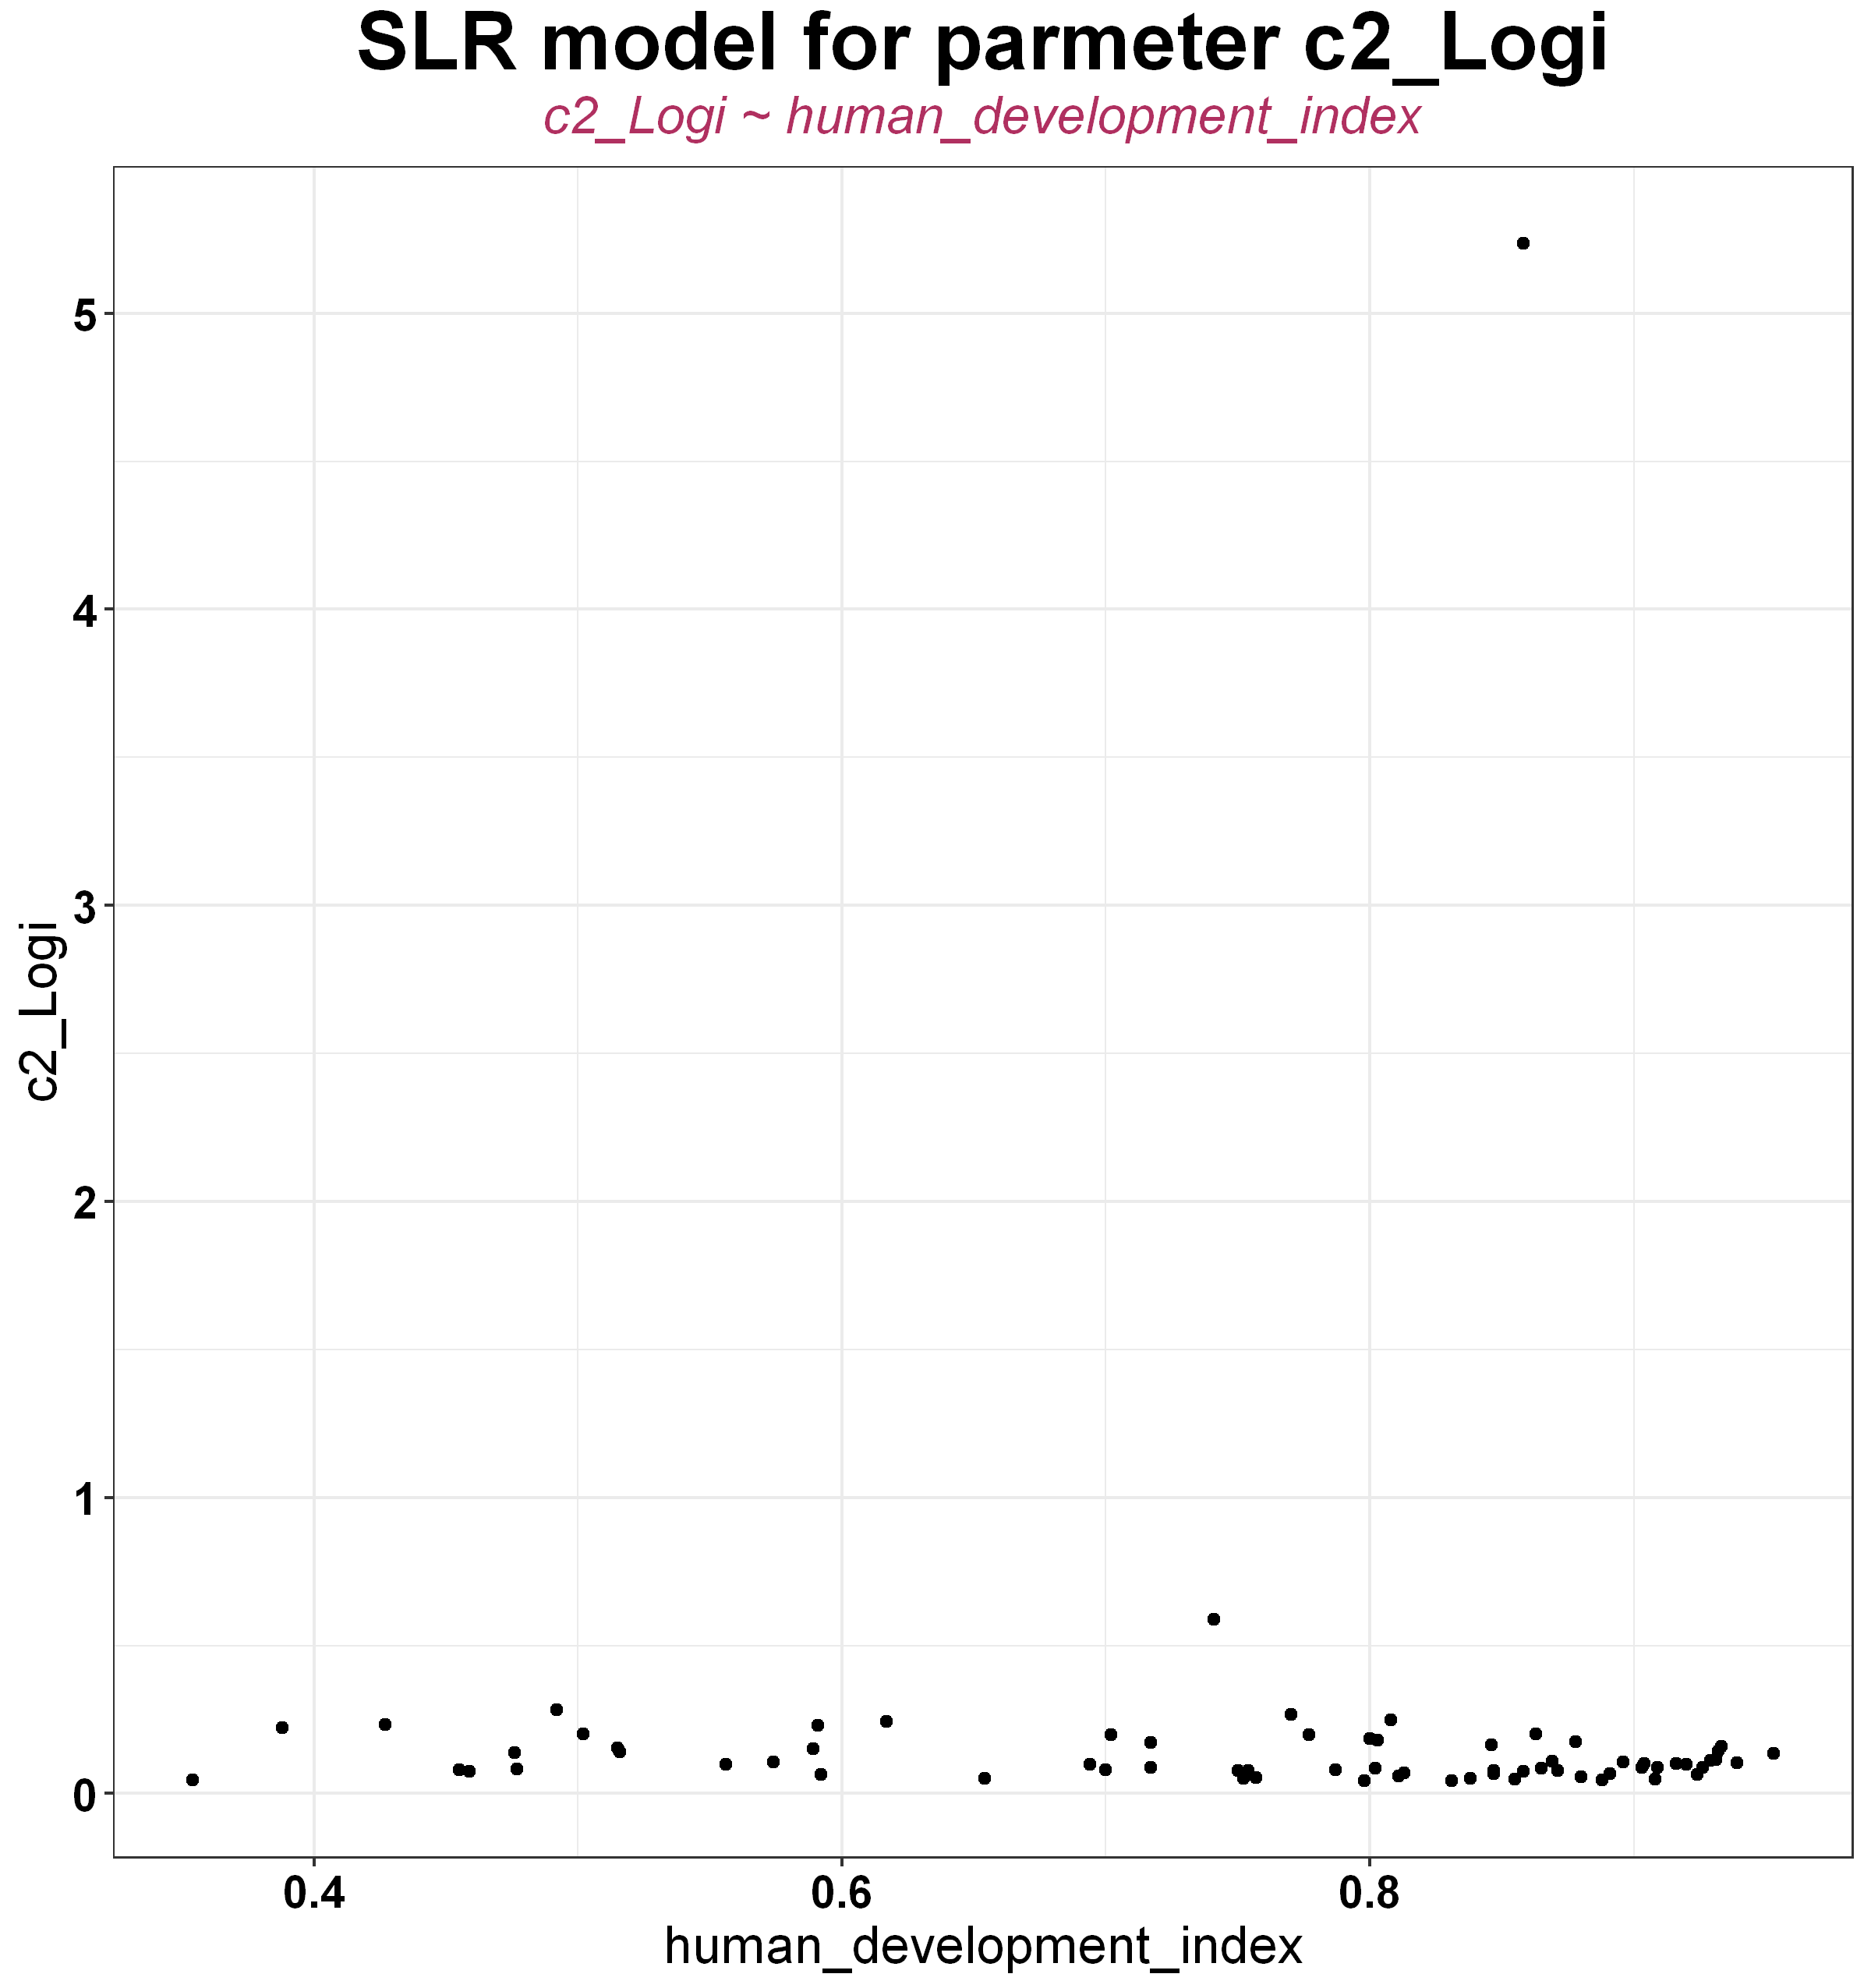 SLR model for parmeter c2_Logi
c2_Logi ~ human_development_index
5
4
3
2
1
0
c2_Logi
0.4 0.6 0.8
human_development_index